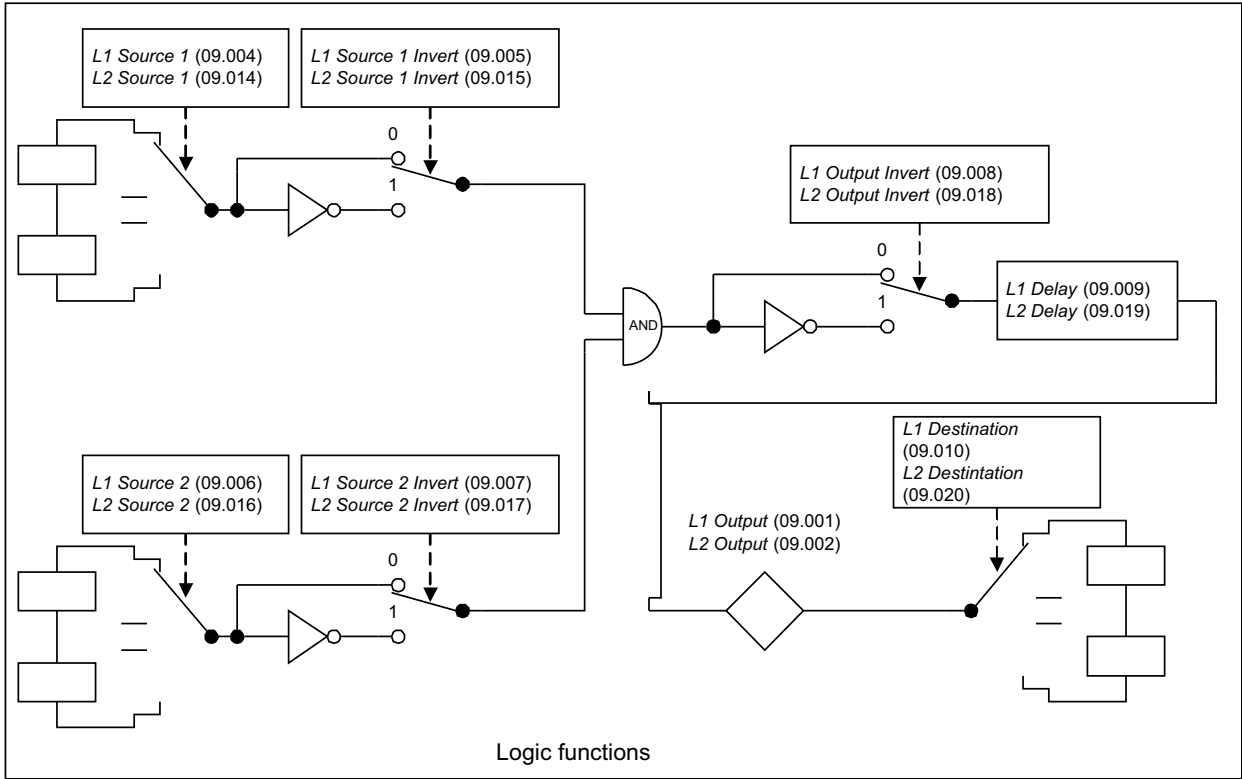 L1 Source 1 (09.004)
L2 Source 1 (09.014)
L1 Source 1 Invert (09.005)
L2 Source 1 Invert (09.015)
0
1
L1 Output Invert (09.008)
L2 Output Invert (09.018)
0
1
L1 Delay (09.009)
L2 Delay (09.019)
AND
L1 Source 2 (09.006)
L2 Source 2 (09.016)
L1 Source 2 Invert (09.007)
L2 Source 2 Invert (09.017)
0
1
L1 Output (09.001)
L2 Output (09.002)
L1 Destination
(09.010)
L2 Destintation
(09.020)
Logic functions